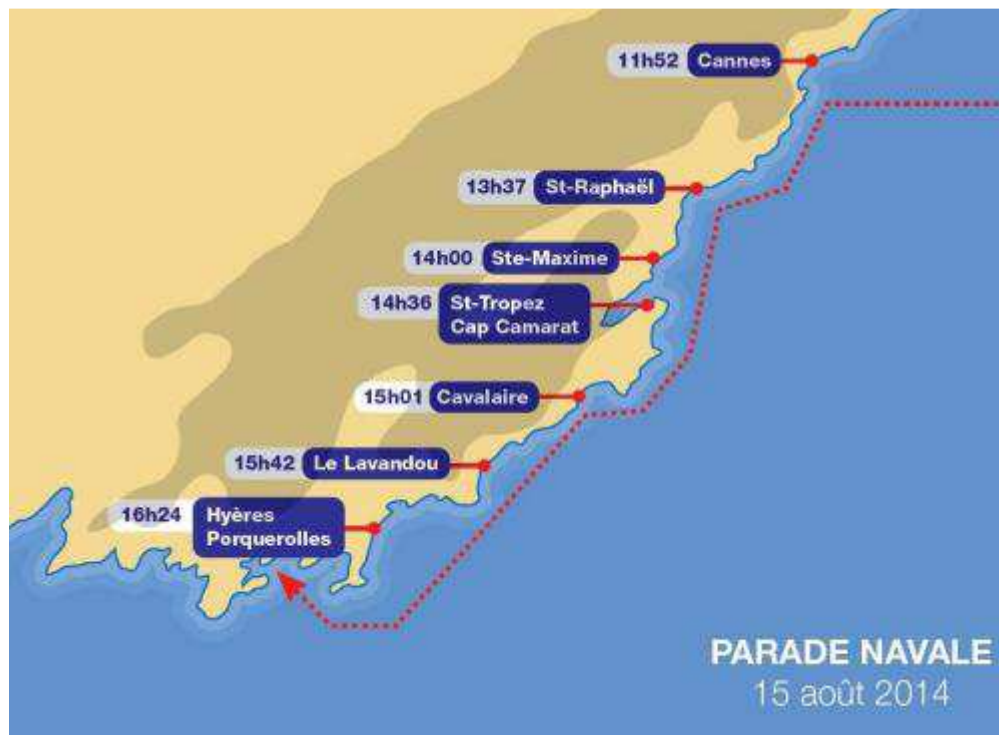 11h52 Cannes
13h37 St-Raphaël
14h00 Ste-Maxime
14h36 St-Tropez
Cap Camarat
15h01 Cavalaire
15h42 Le Lavandou
16h24 Hyères
Porquerolles
PARADE NAVALE
15 août 2014